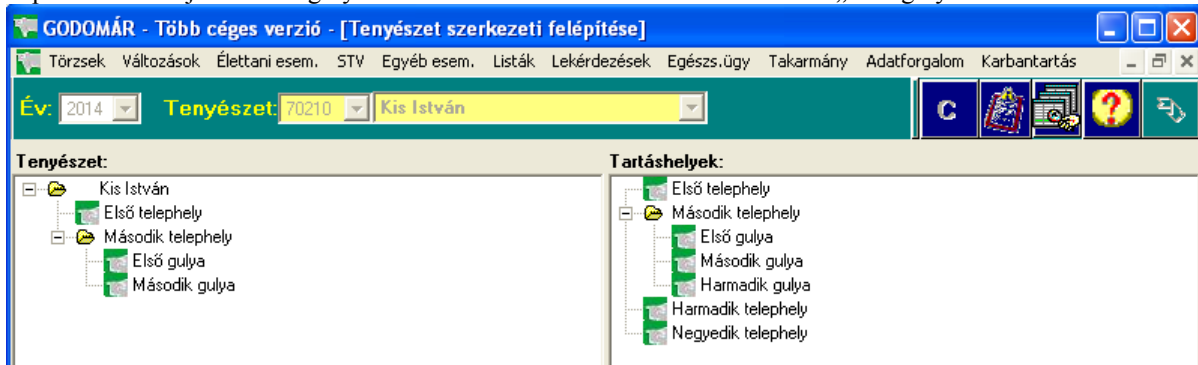 GODOMÁR - Több céges verzió - [Tenyészet szerkezeti felépítése]
Törzsek Változások Élettani esem. STV Egyéb esem. Listák Lekérdezések Egészs.ügy Takarmány Adatforgalom Karbantartás
Év: 2014 Tenyészet: 70210 Kis István C ?
Tenyészet: Tartáshelyek:
Kis István
Első telephely
Második telephely
Első gulya
Második gulya
Első telephely
Második telephely
Első gulya
Második gulya
Harmadik gulya
Harmadik telephely
Negyedik telephely